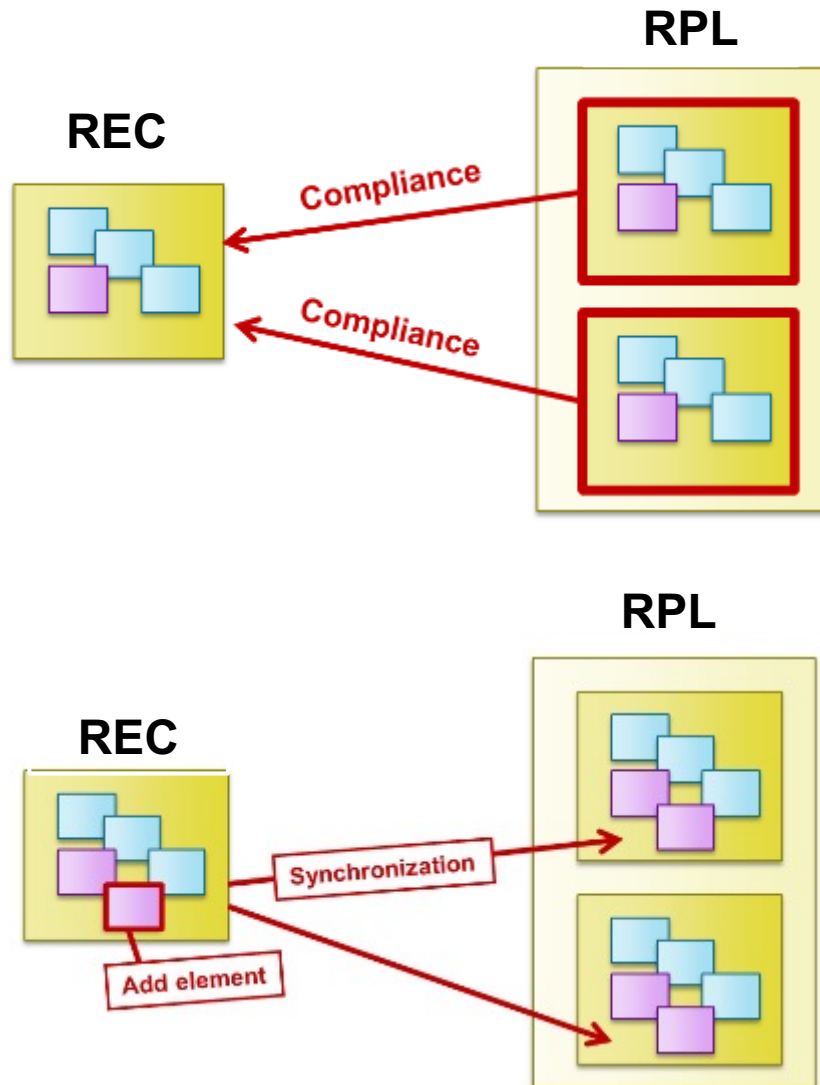 RPL
REC
Compliance
Compliance
RPL
REC
Synchronization
Add element